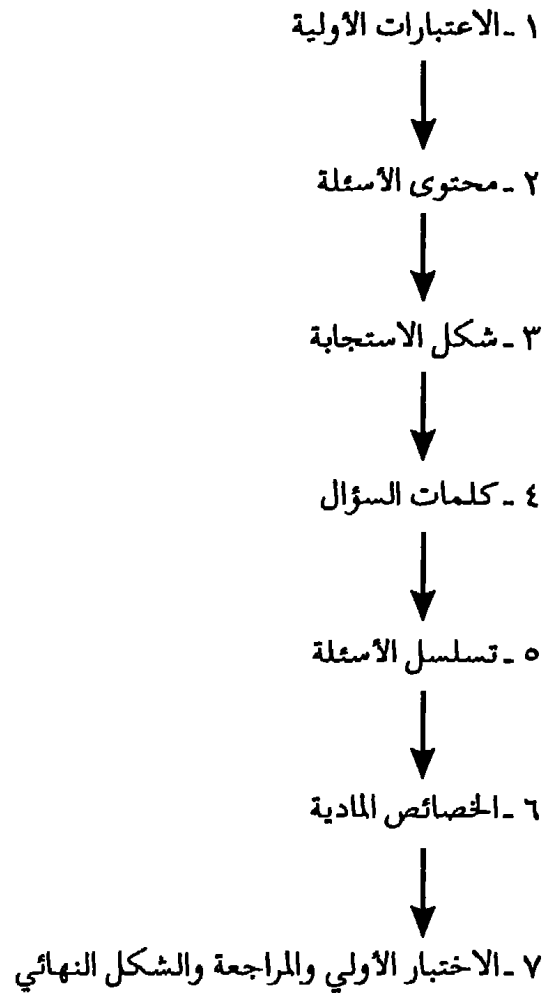 ١ ـ الاعتبارات الأولية
٢ ـ محتوى الأسئلة
٣ ـ شكل الاستجابة
٤ ـ كلمات السؤال
٥ ـ تسلسل الأسئلة
٦ ـ الخصائص المادية
٧ ـ الاختبار الأولي والمراجعة والشكل النهائي